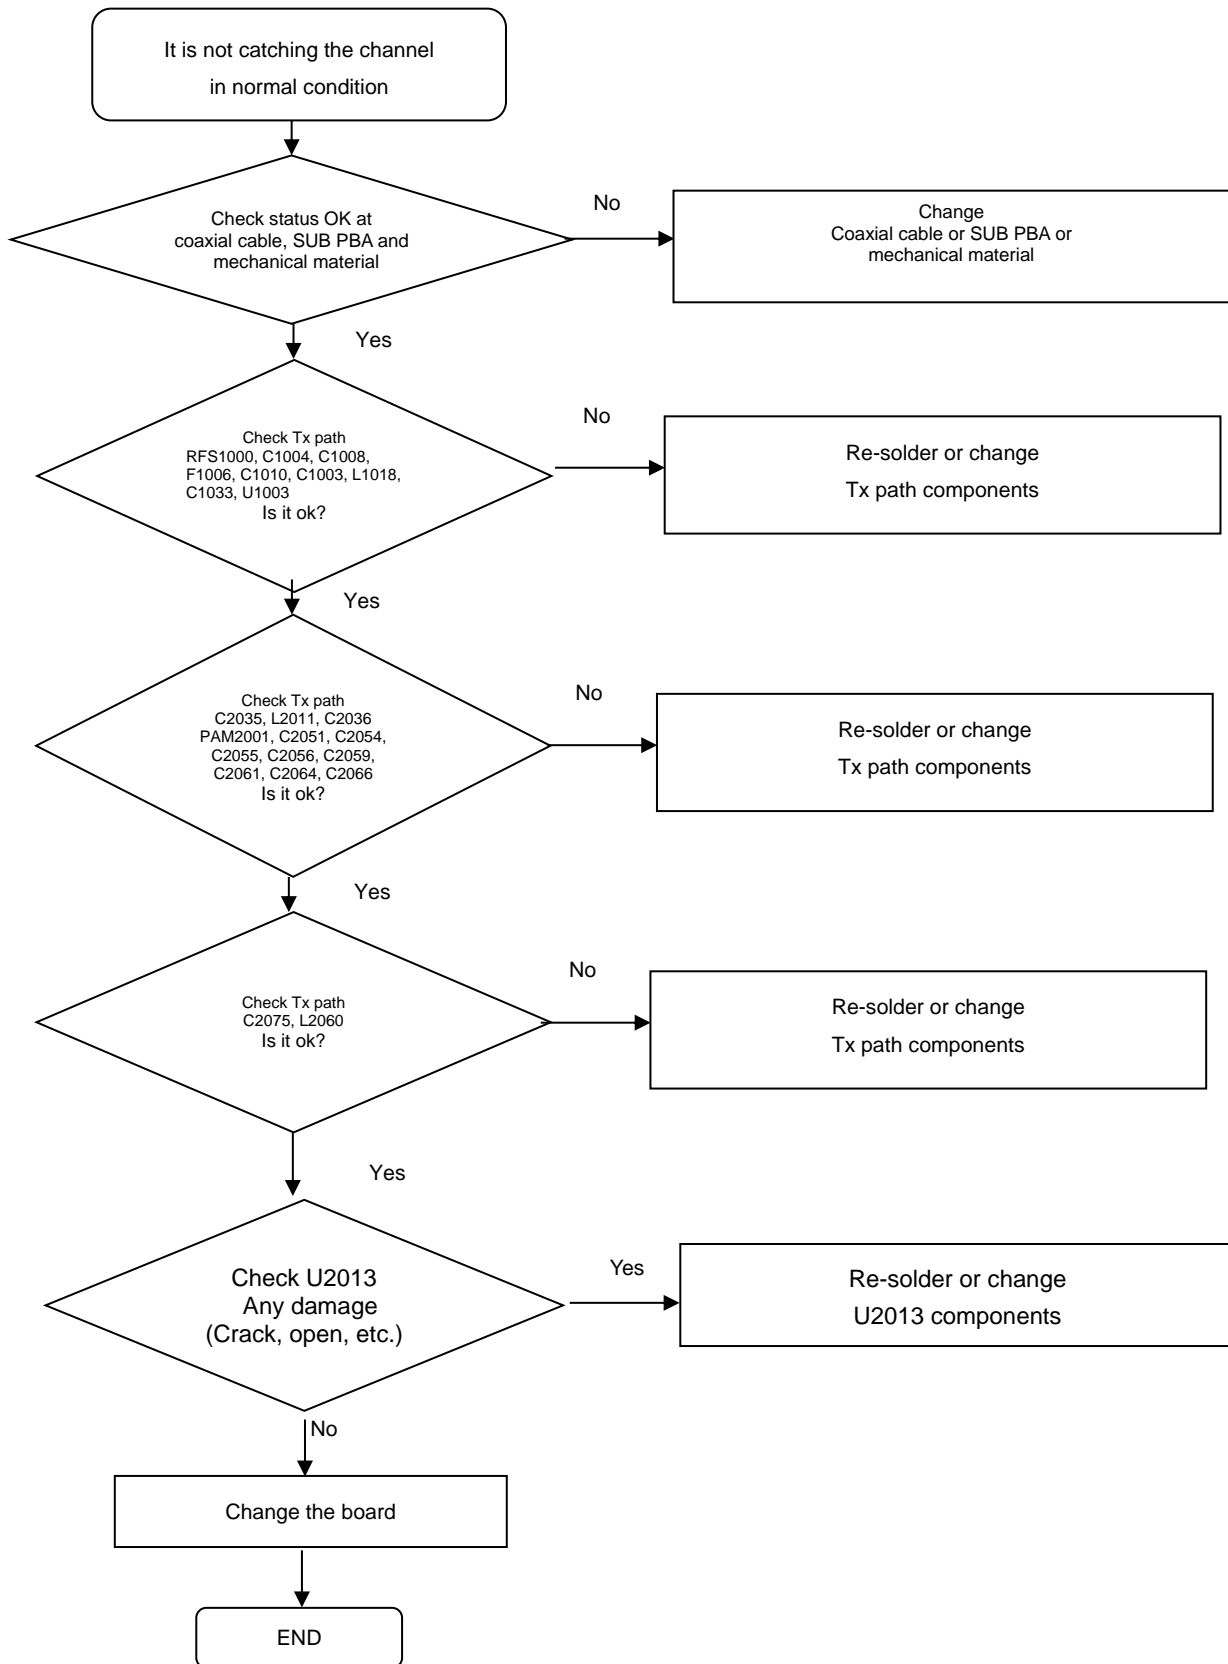 It is not catching the channel
in normal condition
Check status OK at
coaxial cable, SUB PBA and
mechanical material
No
Change
Coaxial cable or SUB PBA or
mechanical material
Yes
Check Tx path
RFS1000, C1004, C1008,
F1006, C1010, C1003, L1018,
C1033, U1003
Is it ok?
No
Re-solder or change
Tx path components
Yes
Check Tx path
C2035, L2011, C2036
PAM2001, C2051, C2054,
C2055, C2056, C2059,
C2061, C2064, C2066
Is it ok?
No
Re-solder or change
Tx path components
Yes
Check Tx path
C2075, L2060
Is it ok?
No
Re-solder or change
Tx path components
Yes
Check U2013
Any damage
(Crack, open, etc.)
Yes
Re-solder or change
U2013 components
No
Change the board
END